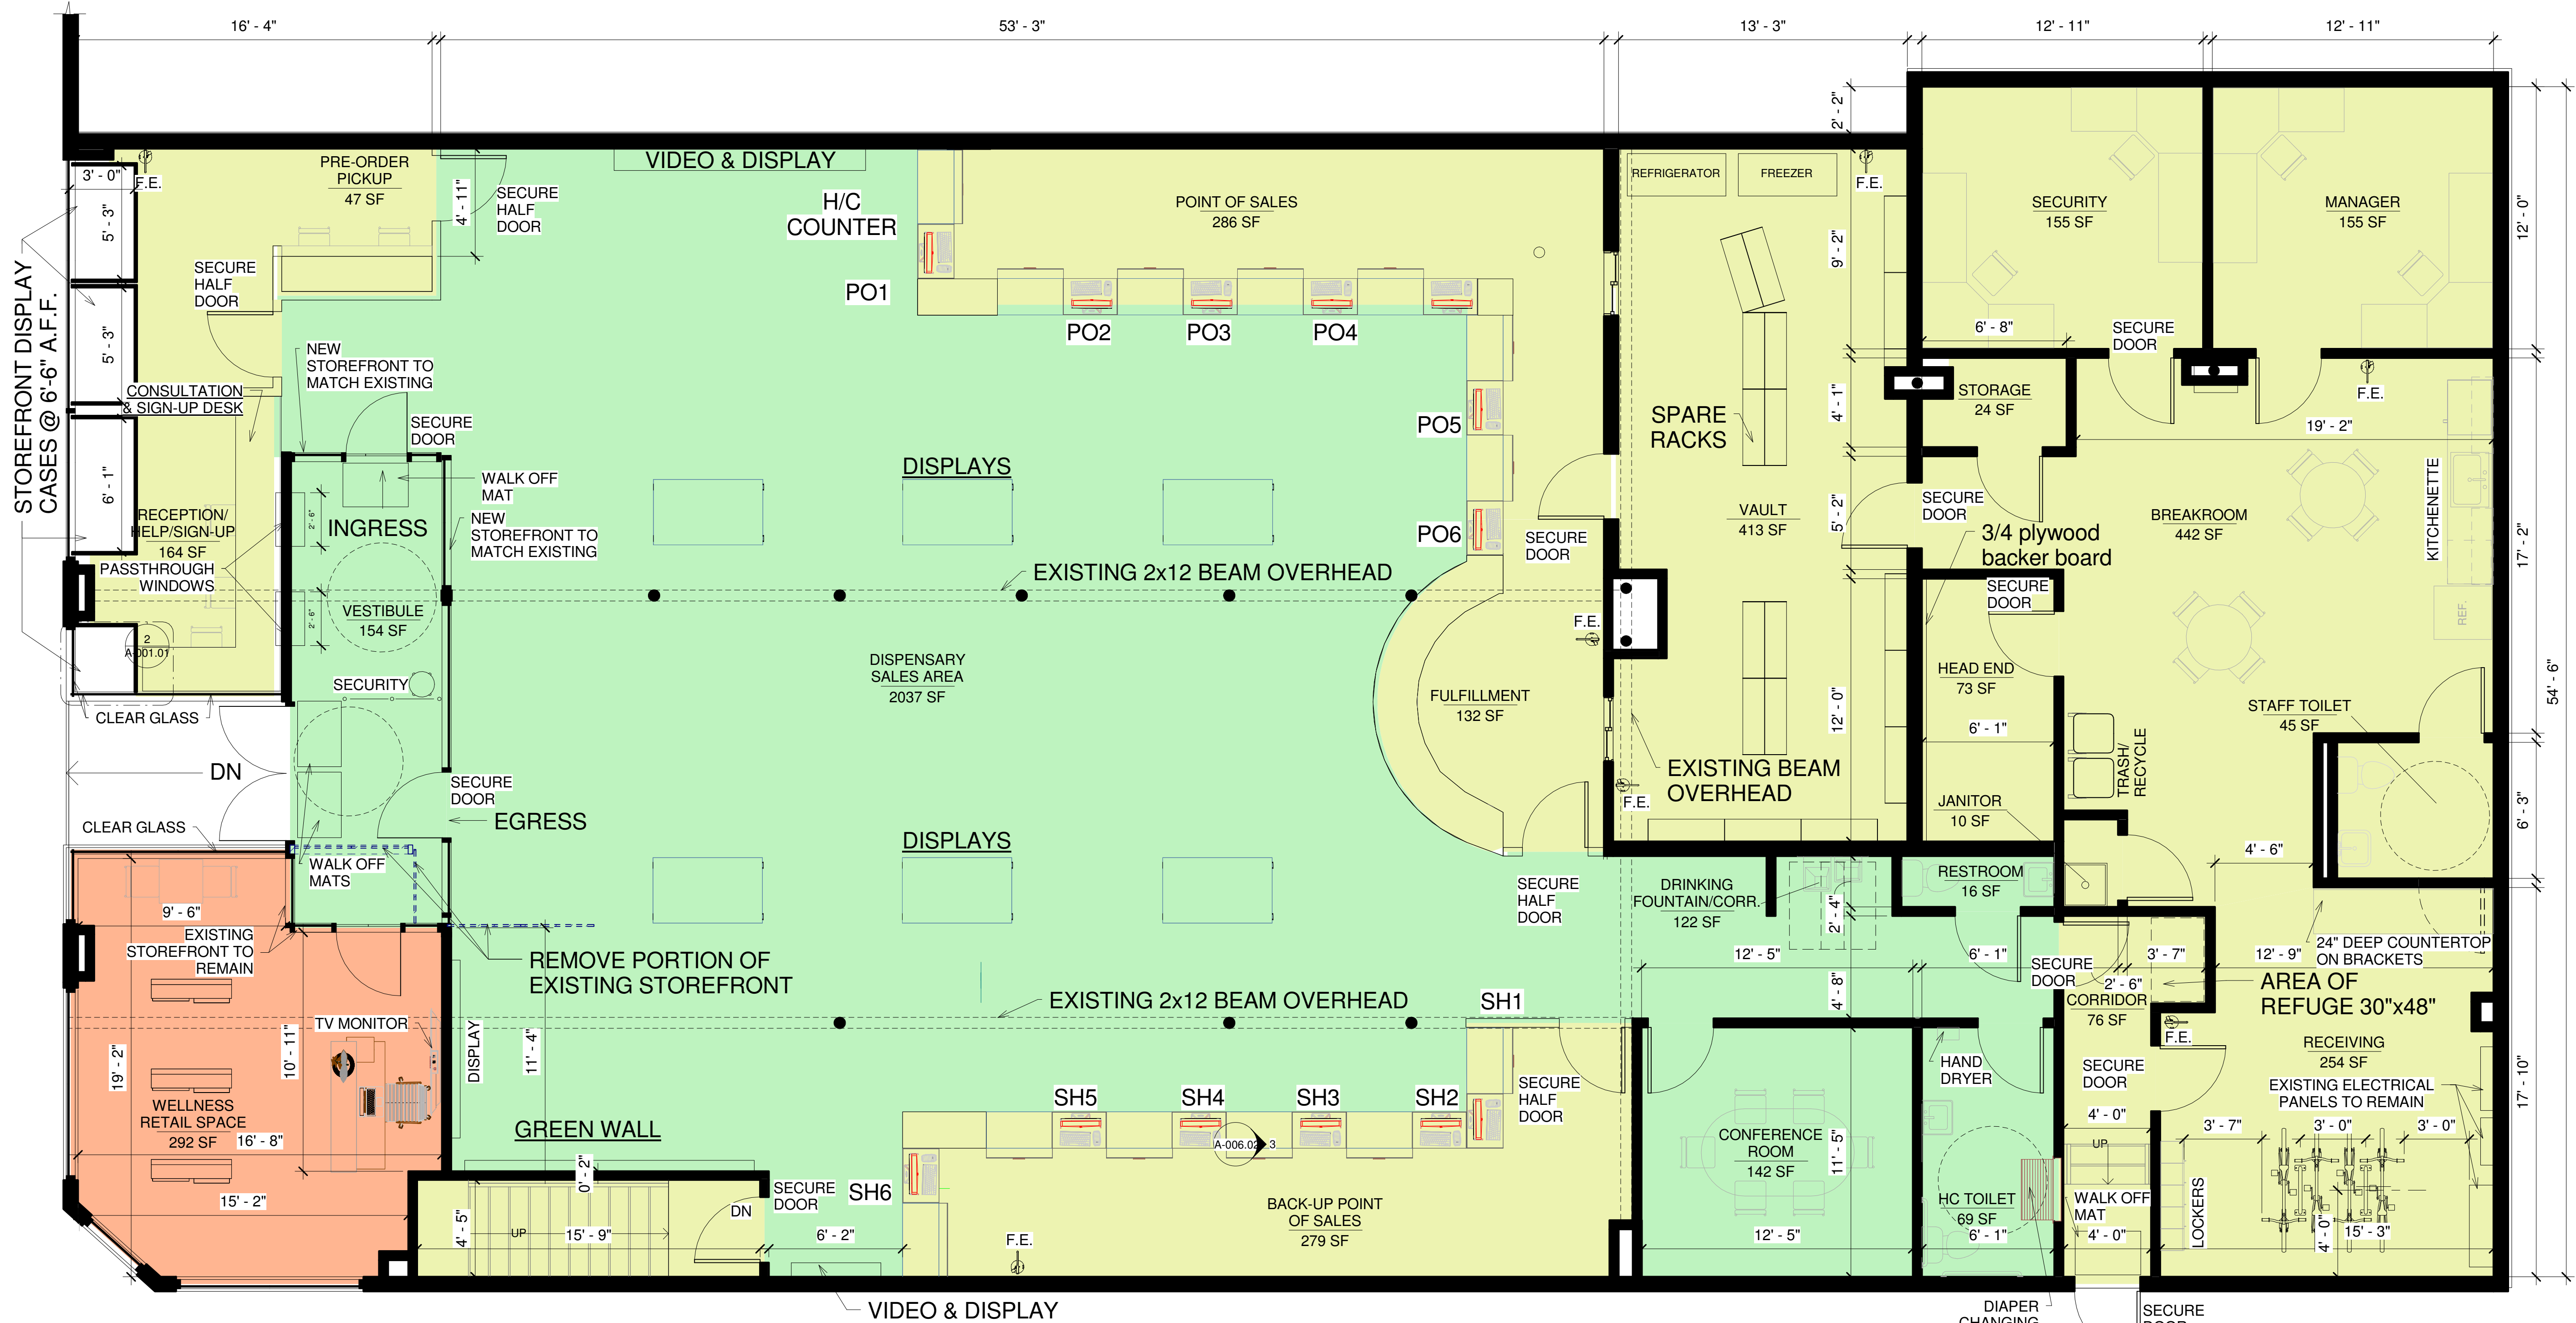 16' - 4"
53' - 3"
13' - 3"
12' - 11"
12' - 11"
2' - 2"
VIDEO & DISPLAY
PRE-ORDER
PICKUP
47 SF
3' - 0"
F.E.
4' - 11"
SECURE
HALF
DOOR
H/C
COUNTER
POINT OF SALES
286 SF
REFRIGERATOR
FREEZER
F.E.
SECURITY
155 SF
MANAGER
155 SF
12' - 0"
5' - 3"
9' - 2"
STOREFRONT DISPLAY
CASES @ 6'-6" A.F.F.
SECURE
HALF
DOOR
PO1
PO2
PO3
PO4
6' - 8"
SECURE
DOOR
5' - 3"
NEW
STOREFRONT TO
MATCH EXISTING
CONSULTATION
& SIGN-UP DESK
SECURE
DOOR
PO5
SPARE
RACKS
4' - 1"
STORAGE
24 SF
F.E.
19' - 2"
6' - 1"
DISPLAYS
WALK OFF
MAT
KITCHENETTE
RECEPTION/
HELP/SIGN-UP
164 SF
PASSTHROUGH
WINDOWS
2' - 6"
INGRESS
NEW
STOREFRONT TO
MATCH EXISTING
PO6
SECURE
DOOR
VAULT
413 SF
5' - 2"
SECURE
DOOR
3/4 plywood
backer board
BREAKROOM
442 SF
17' - 2"
EXISTING 2x12 BEAM OVERHEAD
SECURE
DOOR
2' - 6"
VESTIBULE
154 SF
F.E.
REF.
2
A-001.01
DISPENSARY
SALES AREA
2037 SF
SECURITY
FULFILLMENT
132 SF
HEAD END
73 SF
54' - 6"
CLEAR GLASS
12' - 0"
6' - 1"
STAFF TOILET
45 SF
DN
SECURE
DOOR
EXISTING BEAM
OVERHEAD
F.E.
TRASH/
RECYCLE
JANITOR
10 SF
6' - 3"
CLEAR GLASS
EGRESS
DISPLAYS
WALK OFF
MATS
4' - 6"
9' - 6"
SECURE
HALF
DOOR
DRINKING
FOUNTAIN/CORR.
122 SF
2' - 4"
RESTROOM
16 SF
EXISTING
STOREFRONT TO
REMAIN
REMOVE PORTION OF
EXISTING STOREFRONT
12' - 5"
6' - 1"
SECURE
DOOR
3' - 7"
2' - 6"
12' - 9"
24" DEEP COUNTERTOP
ON BRACKETS
AREA OF
REFUGE 30"x48"
EXISTING 2x12 BEAM OVERHEAD
SH1
4' - 8"
CORRIDOR
76 SF
TV MONITOR
DISPLAY
11' - 4"
10' - 11"
19' - 2"
F.E.
RECEIVING
254 SF
HAND
DRYER
SECURE
DOOR
EXISTING ELECTRICAL
PANELS TO REMAIN
17' - 10"
WELLNESS
RETAIL SPACE
292 SF
16' - 8"
GREEN WALL
SH5
SH4
SH3
SH2
SECURE
HALF
DOOR
A-006.02
3
CONFERENCE
ROOM
142 SF
11' - 5"
4' - 0"
UP
3' - 7"
3' - 0"
3' - 0"
0' - 2"
15' - 2"
SH6
SECURE
DOOR
DN
4' - 5"
UP
15' - 9"
6' - 2"
BACK-UP POINT
OF SALES
279 SF
F.E.
12' - 5"
HC TOILET
69 SF
6' - 1"
WALK OFF
MAT
4' - 0"
LOCKERS
4' - 0"
15' - 3"
VIDEO & DISPLAY
DIAPER
CHANGING
SECURE